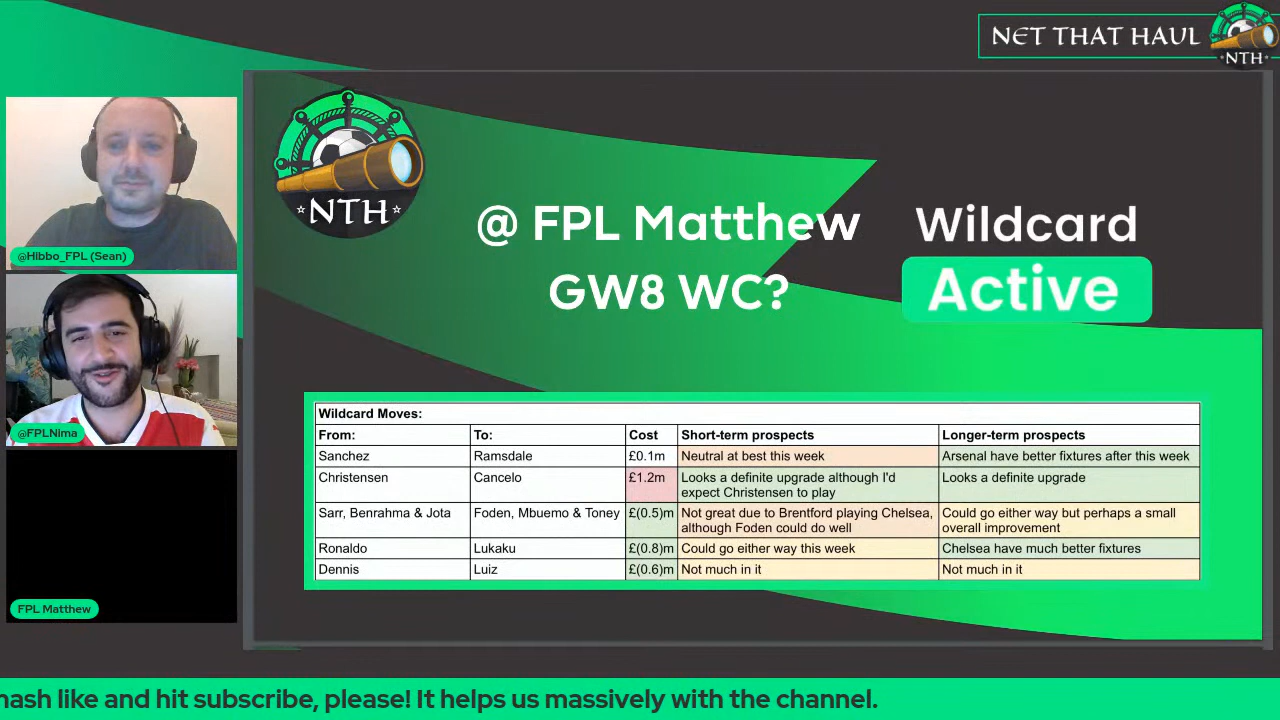 NET THAT HAUL
NTH
NTH
@ FPL Matthew
GW8 WC?
Wildcard
Active
@Hibbo_FPL (Sean)
@FPLNima
FPL Matthew
Wildcard Moves:
From: To: Cost Short-term prospects Longer-term prospects
Sanchez Ramsdale £0.1m Neutral at best this week Arsenal have better fixtures after this week
Christensen Cancelo £1.2m Looks a definite upgrade although I'd Looks a definite upgrade
expect Christensen to play
Sarr, Benrahma & Jota Foden, Mbuemo & Toney £(0.5)m Not great due to Brentford playing Chelsea, Could go either way but perhaps a small
although Foden could do well overall improvement
Ronaldo Lukaku £(0.8)m Could go either way this week Chelsea have much better fixtures
Dennis Luiz £(0.6)m Not much in it Not much in it
like and hit subscribe, please! It helps us massively with the channel.